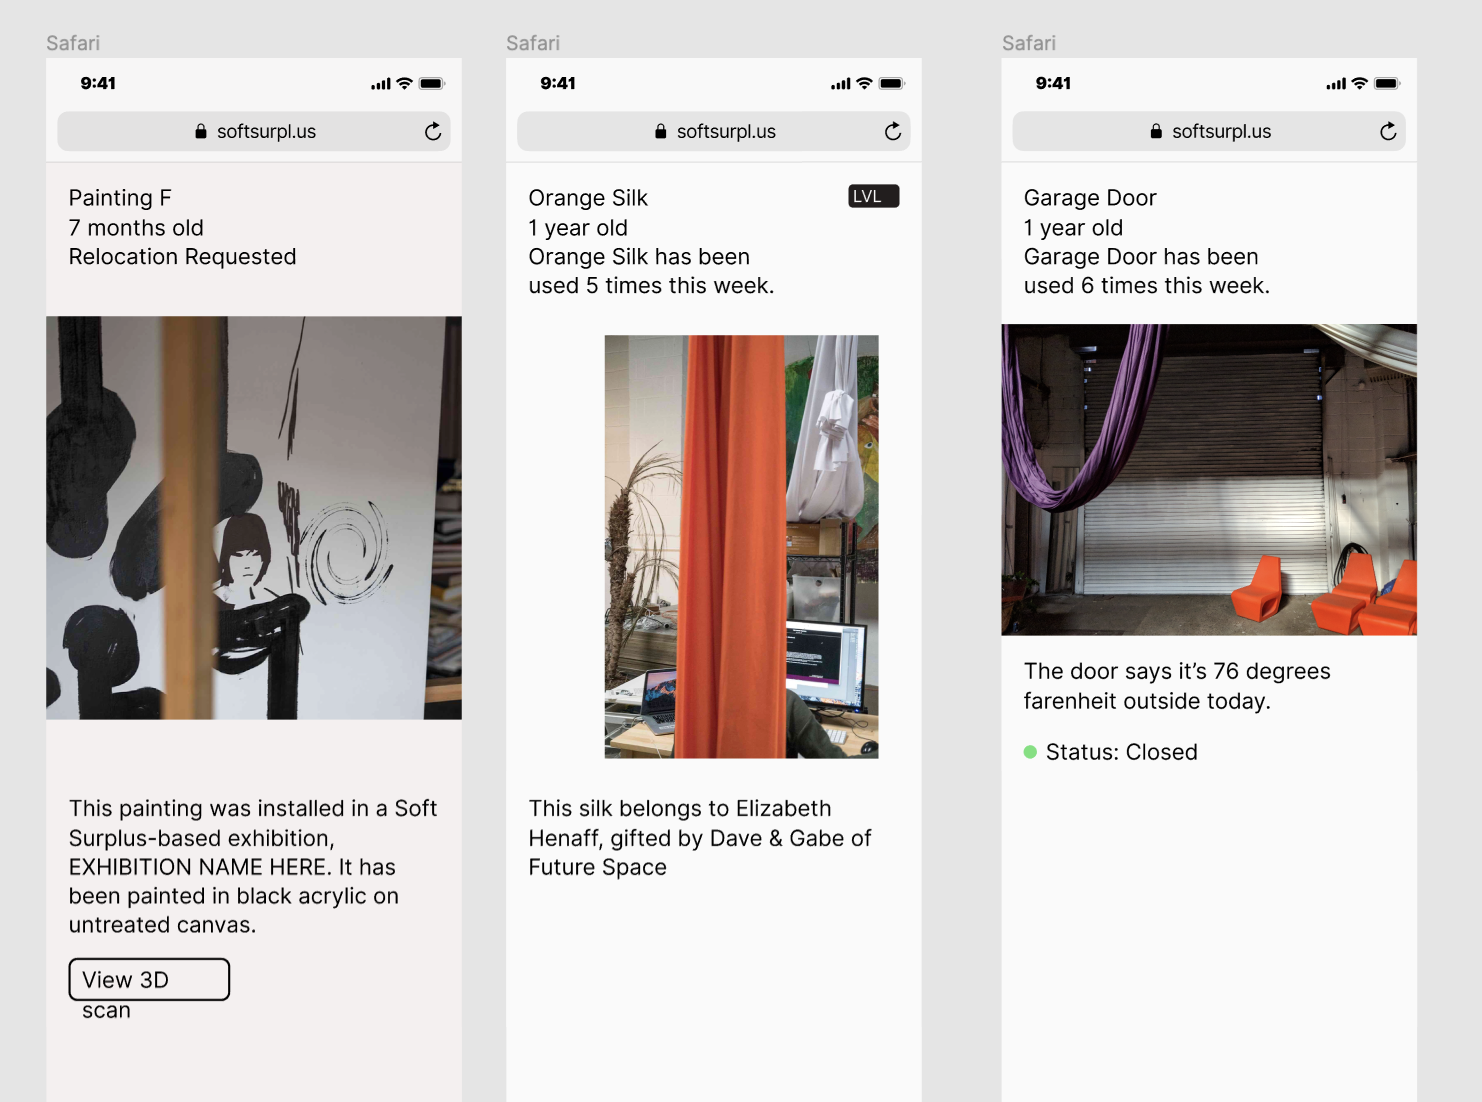 Safari
9:41
softsurpl.us
Painting F
7 months old
Relocation Requested
This painting was installed in a Soft
Surplus-based exhibition,
EXHIBITION NAME HERE. It has
been painted in black acrylic on
untreated canvas.
View 3D
scan
Safari
9:41
softsurpl.us
Orange Silk
LVL
1 year old
Orange Silk has been
used 5 times this week.
This silk belongs to Elizabeth
Henaff, gifted by Dave & Gabe of
Future Space
Safari
9:41
softsurpl.us
Garage Door
1 year old
Garage Door has been
used 6 times this week.
The door says it’s 76 degrees
farenheit outside today.
Status: Closed